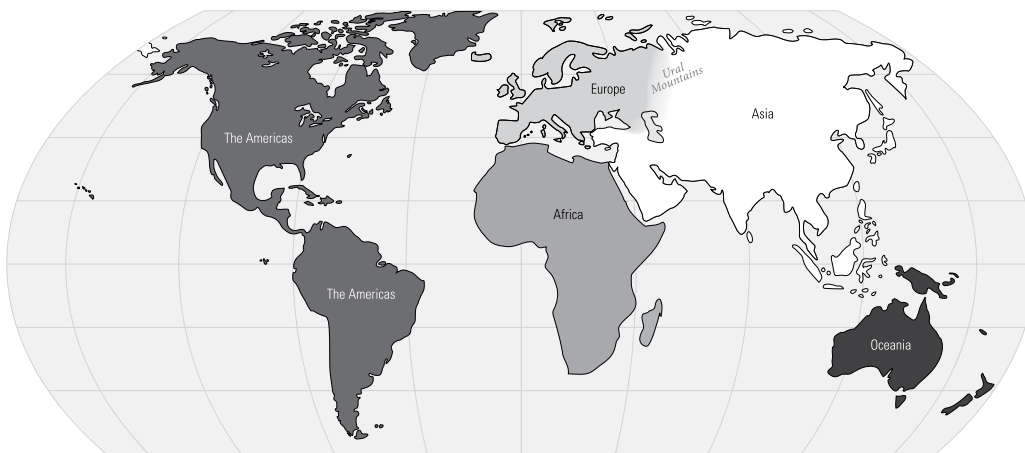 Ural
Mountains
Europe
Asia
The Americas
Africa
The Americas
Oceania